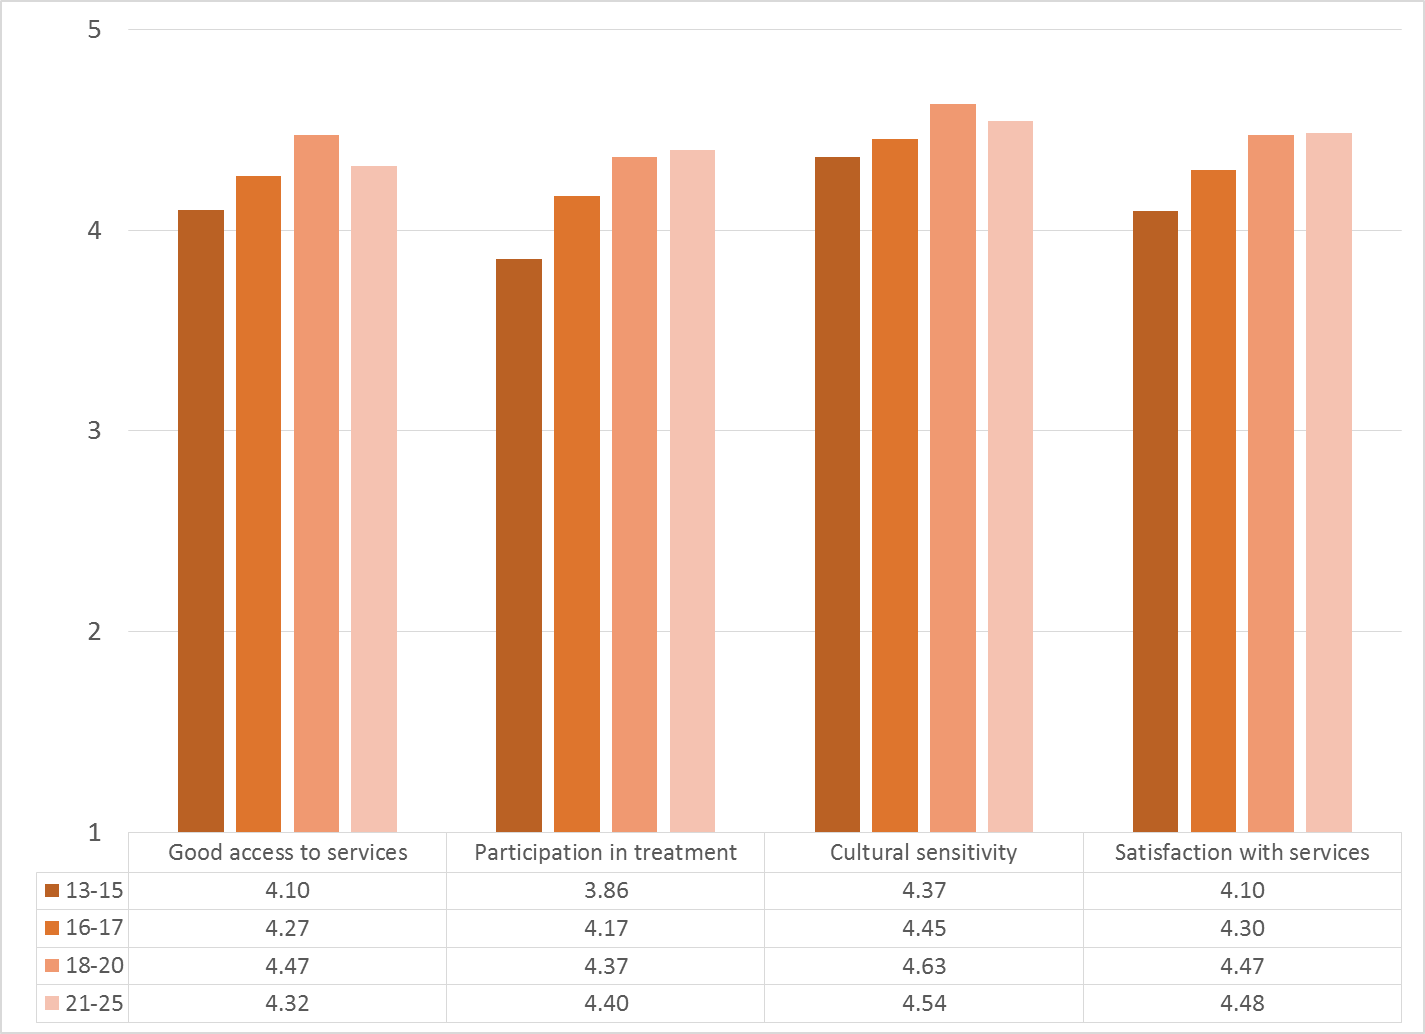 5
4
3
2
1
Good access to services Participation in treatment Cultural sensitivity Satisfaction with services
13-15 4.10 3.86 4.37 4.10
16-17 4.27 4.17 4.45 4.30
18-20 4.47 4.37 4.63 4.47
21-25 4.32 4.40 4.54 4.48